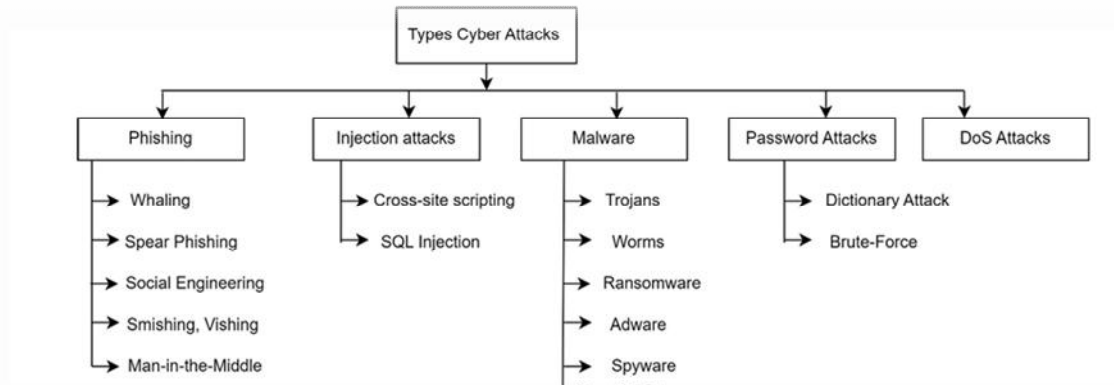 Types Cyber Attacks
Phishing
Injection attacks
Malware
Password Attacks
DoS Attacks
Whaling
Spear Phishing
Social Engineering
Smishing, Vishing
Man-in-the-Middle
Cross-site scripting
SQL Injection
Trojans
Worms
Ransomware
Adware
Spyware
Dictionary Attack
Brute-Force